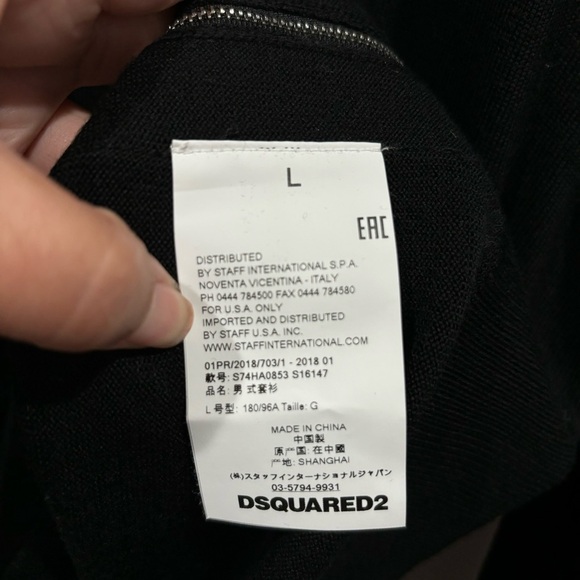 L
EAC
DISTRIBUTED
BY STAFF INTERNATIONAL S.P.A.
NOVENTA VICENTINA - ITALY
PH 0444 784500 FAX 0444 784580
FOR U.S.A. ONLY
IMPORTED AND DISTRIBUTED
BY STAFF U.S.A. INC.
WWW.STAFFINTERNATIONAL.COM
01PR/2018/703/1 - 2018 01
款号: S74HA0853 S16147
品名: 男 式套衫
L 号型: 180/96A Taille: G
MADE IN CHINA
中国製
在中國
地: SHANGHAI
(株)スタッフインターナショナルジャパン
03-5794-9931
DSQUARED2